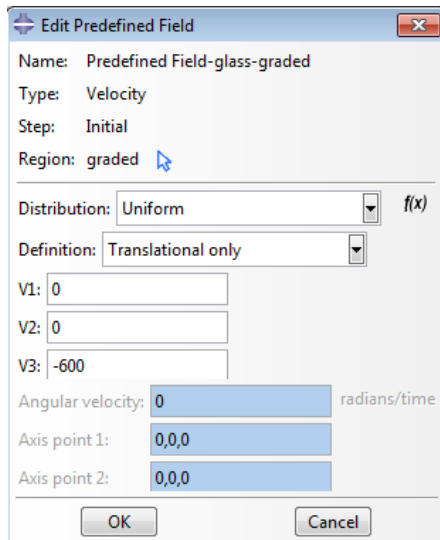 Edit Predefined Field
Name: Predefined Field-glass-graded
Type: Velocity
Step: Initial
Region: graded
Distribution: Uniform f(x)
Definition: Translational only
V1: 0
V2: 0
V3: -600
Angular velocity: 0 radians/time
Axis point 1: 0,0,0
Axis point 2: 0,0,0
OK Cancel